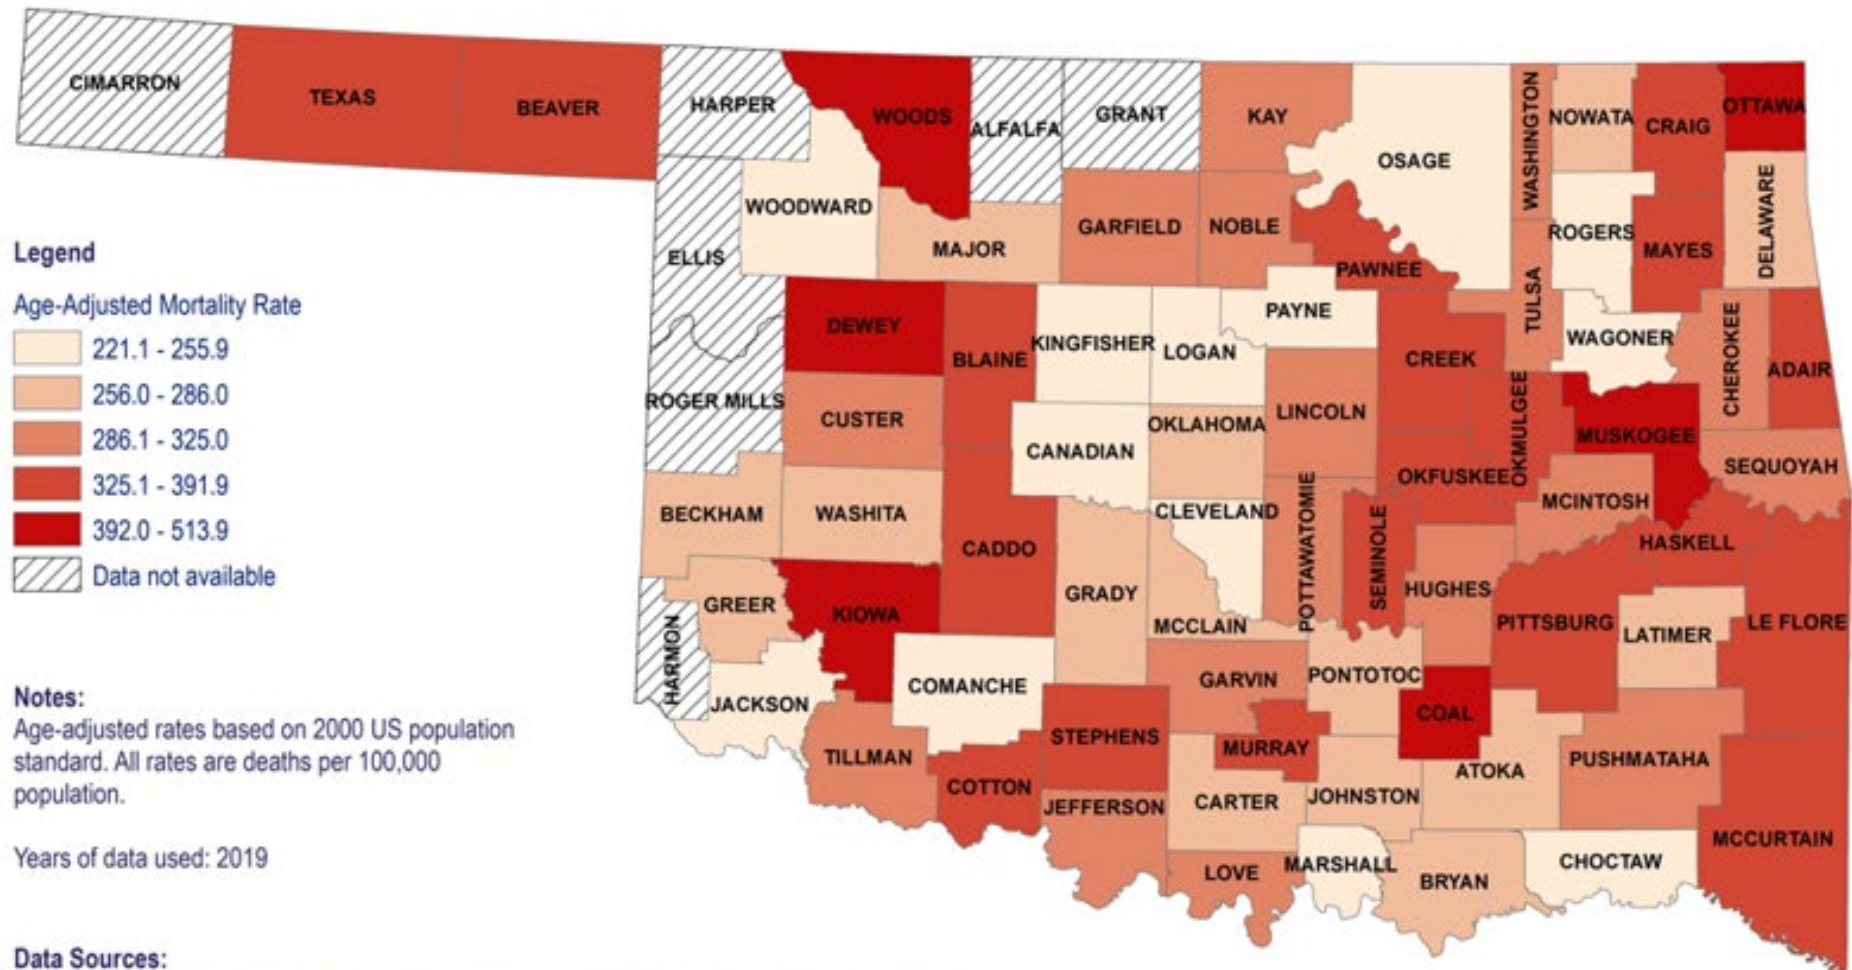 CIMARRON
TEXAS
BEAVER
HARPER
WOODS
ALFALFA
GRANT
KAY
OSAGE
WASHINGTON
NOWATA
CRAIG
OTTAWA
WOODWARD
ELLIS
MAJOR
GARFIELD
NOBLE
PAWNEE
ROGERS
MAYES
DELAWARE
TULSA
DEWEY
BLAINE
KINGFISHER
LOGAN
PAYNE
CREEK
WAGONER
CHEROKEE
ADAIR
ROGER MILLS
CUSTER
CANADIAN
OKLAHOMA
LINCOLN
OKMULGEE
MUSKOGEE
OKFUSKEE
SEQUOYAH
BECKHAM
WASHITA
CADDO
CLEVELAND
POTTAWATOMIE
SEMINOLE
MCINTOSH
HASKELL
HUGHES
GREER
KIOWA
GRADY
MCCLAIN
PITTSBURG
LATIMER
LE FLORE
HARMON
JACKSON
COMANCHE
GARVIN
PONTOTOC
COAL
TILLMAN
STEPHENS
MURRAY
ATOKA
PUSHMATAHA
COTTON
JEFFERSON
CARTER
JOHNSTON
MCCURTAIN
LOVE
MARSHALL
BRYAN
CHOCTAW
Legend
Age-Adjusted Mortality Rate
221.1 - 255.9
256.0 - 286.0
286.1 - 325.0
325.1 - 391.9
392.0 - 513.9
Data not available
Notes:
Age-adjusted rates based on 2000 US population
standard. All rates are deaths per 100,000
population.
Years of data used: 2019
Data Sources: